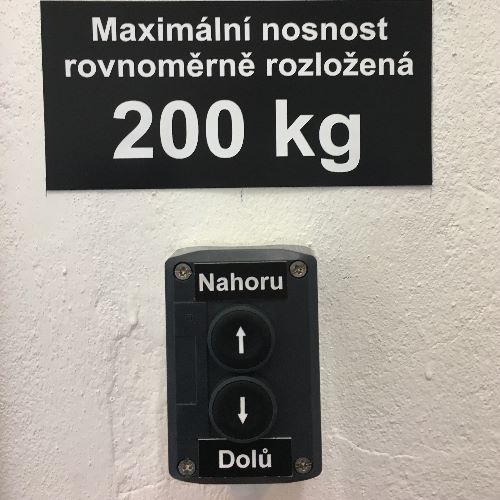 Maximální nosnost
rovnoměrně rozložená
200 kg
Nahoru
Dolů